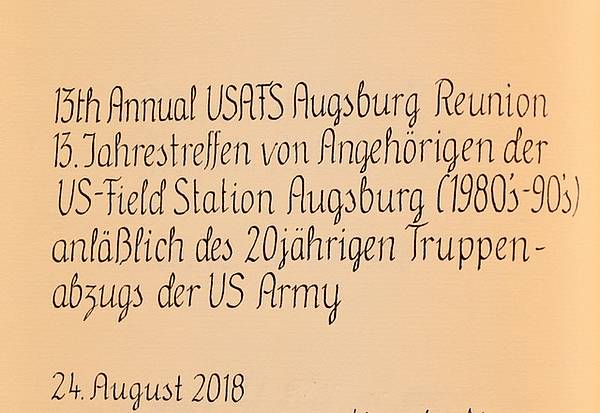 13th Annual USAFS Augsburg Reunion
13. Jahrestreffen von Angehörigen der
US-Field Station Augsburg (1980's-90's)
anläßlich des 20jährigen Truppen-
abzugs der US Army
24. August 2018